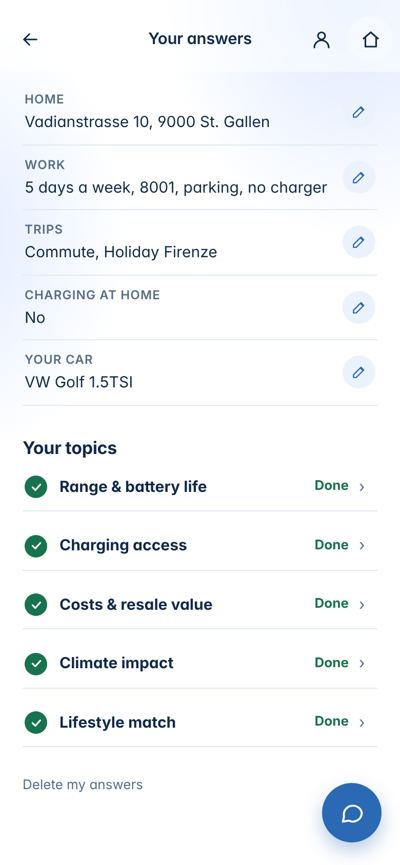 Your answers
HOME
Vadianstrasse 10, 9000 St. Gallen
WORK
5 days a week, 8001, parking, no charger
TRIPS
Commute, Holiday Firenze
CHARGING AT HOME
No
YOUR CAR
VW Golf 1.5TSI
Your topics
Range & battery life Done
Charging access Done
Costs & resale value Done
Climate impact Done
Lifestyle match Done
Delete my answers